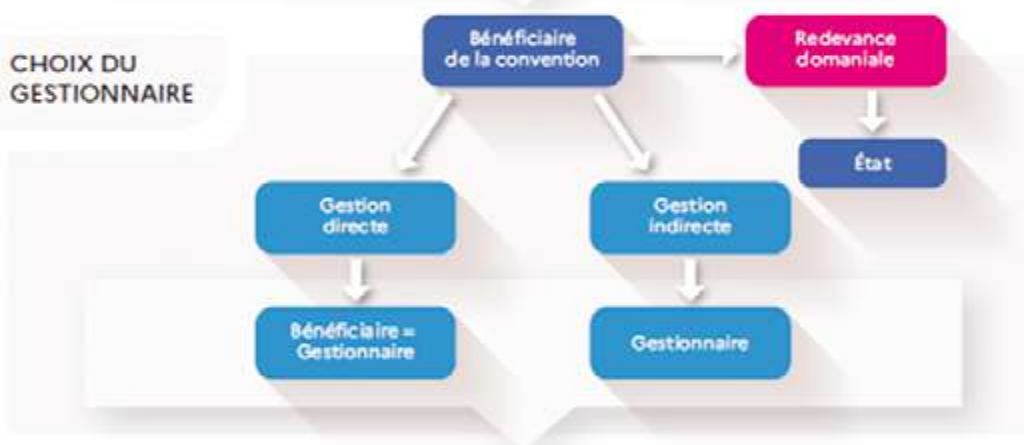 CHOIX DU
GESTIONNAIRE
Bénéficiaire
de la convention
Redevance
domaniale
État
Gestion
directe
Gestion
indirecte
Bénéficiaire =
Gestionnaire
Gestionnaire